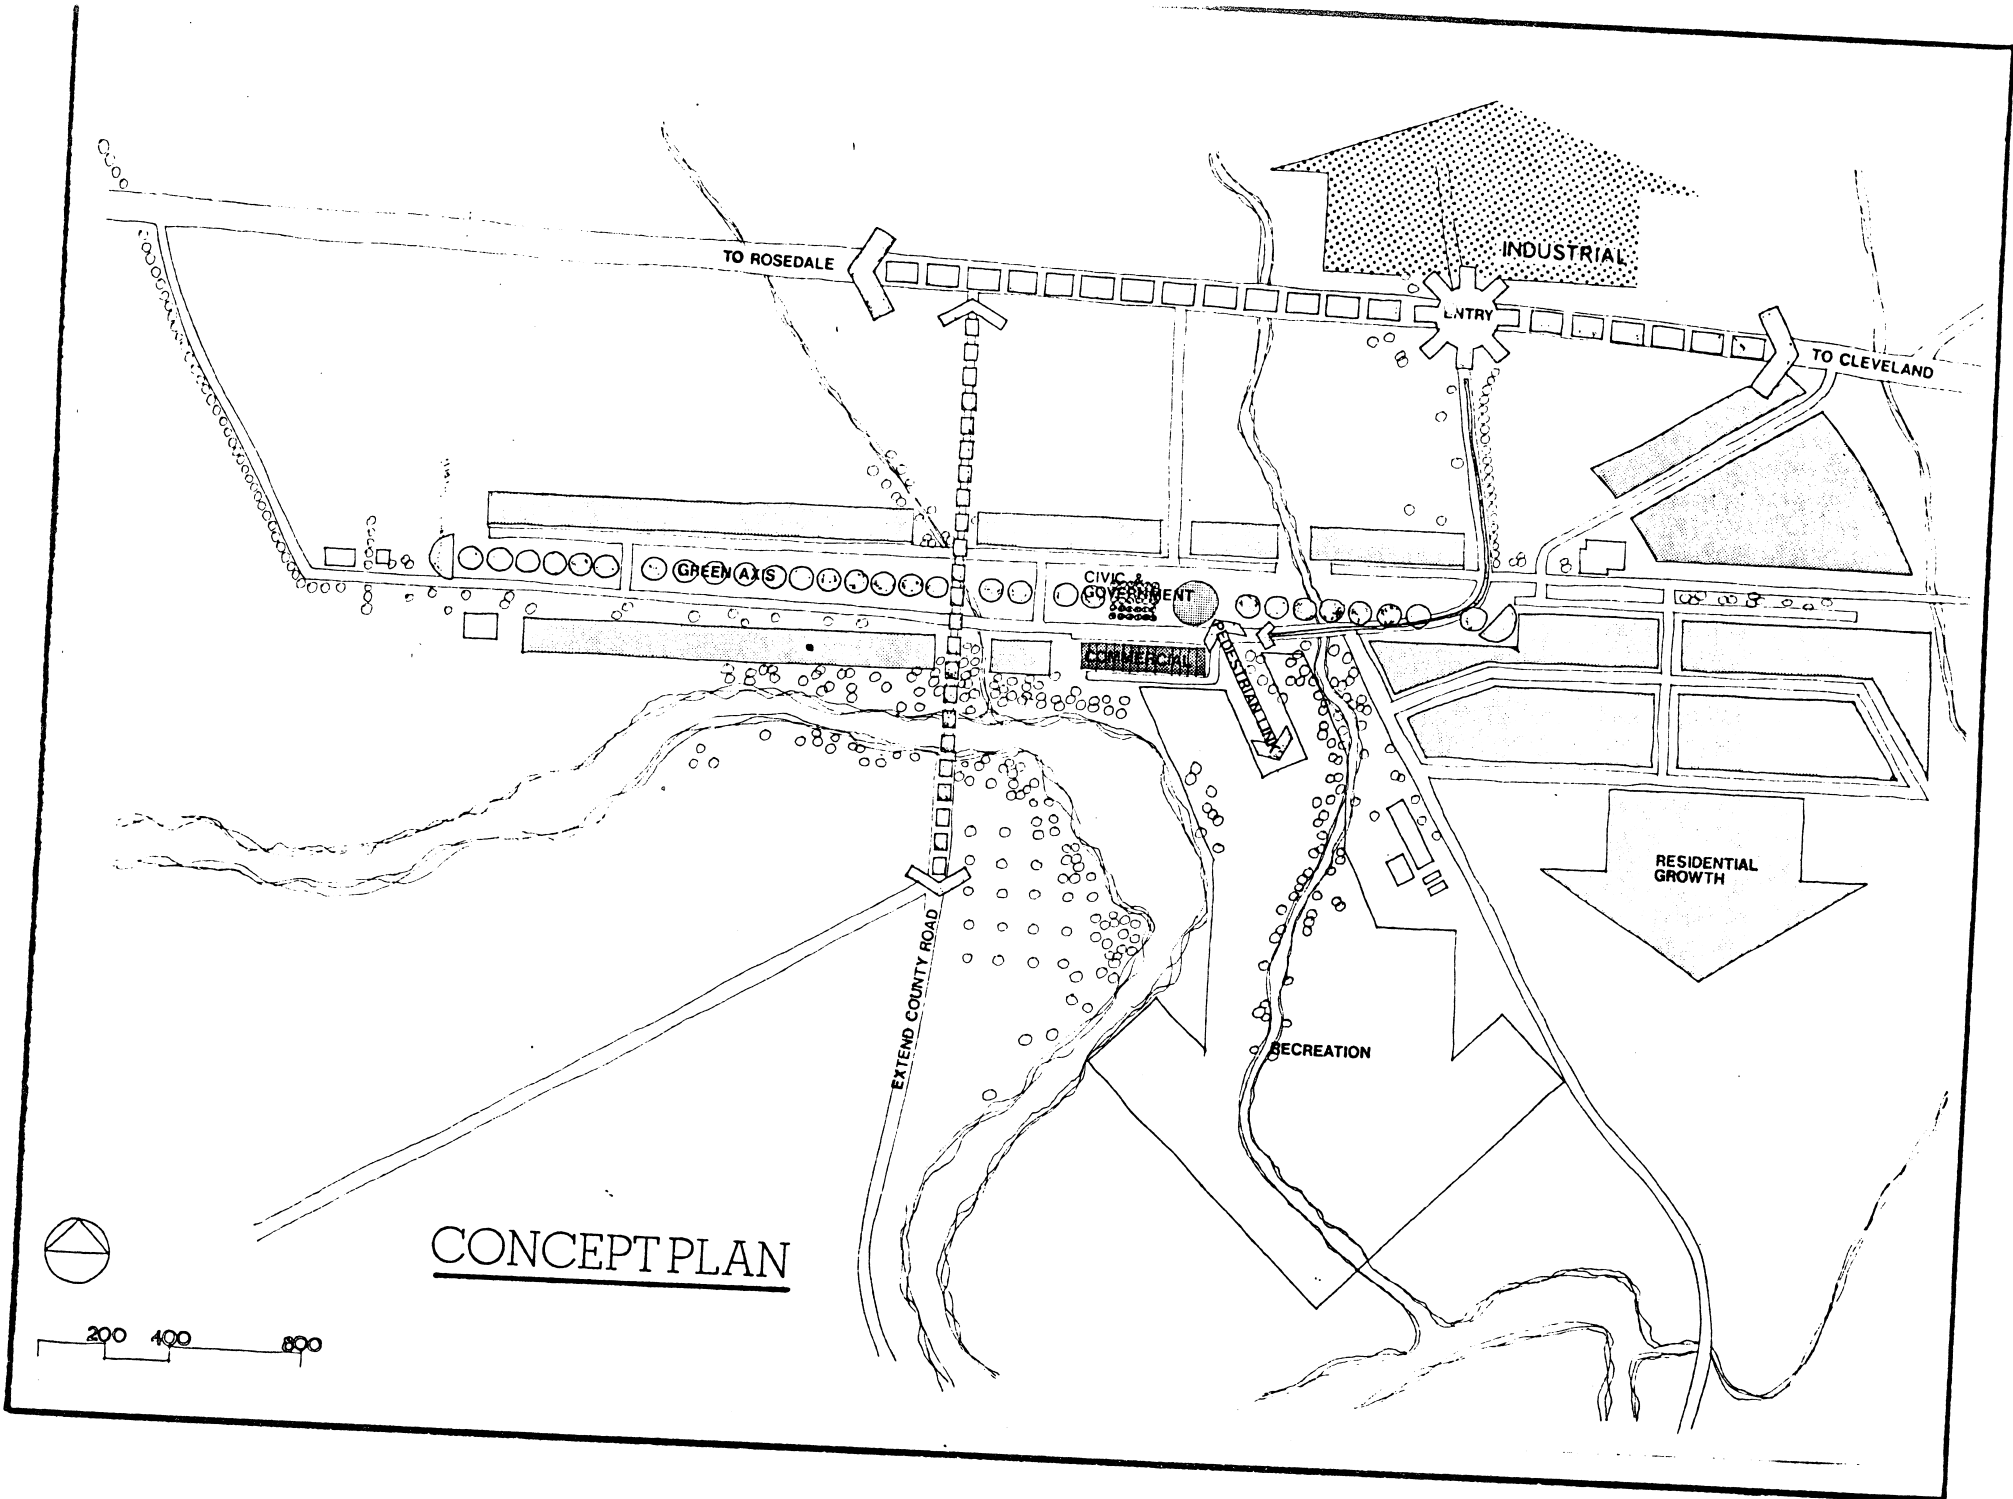 INDUSTRIAL
TO ROSEDALE
ENTRY
TO CLEVELAND
GREEN AXIS
CIVIC &
GOVERNMENT
COMMERCIAL
PEDESTRIAN LINK
RESIDENTIAL
GROWTH
EXTEND COUNTY ROAD
RECREATION
CONCEPT PLAN
200 400 800